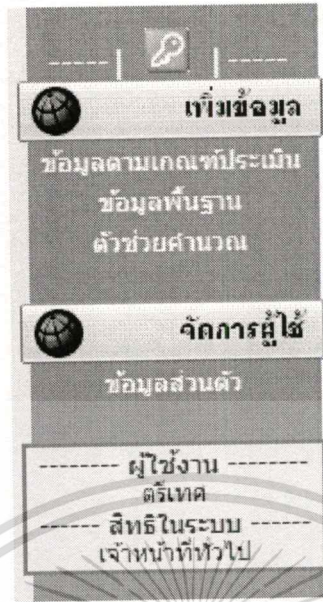 เพิ่มข้อมูล
ข้อมูลตามเกณฑ์ประเมิน
ข้อมูลพื้นฐาน
ตัวช่วยคำนวณ
จัดการผู้ใช้
ข้อมูลส่วนตัว
-------- ผู้ใช้งาน --------
ตรีเทศ
------- สิทธิในระบบ ------
เจ้าหน้าที่ทั่วไป